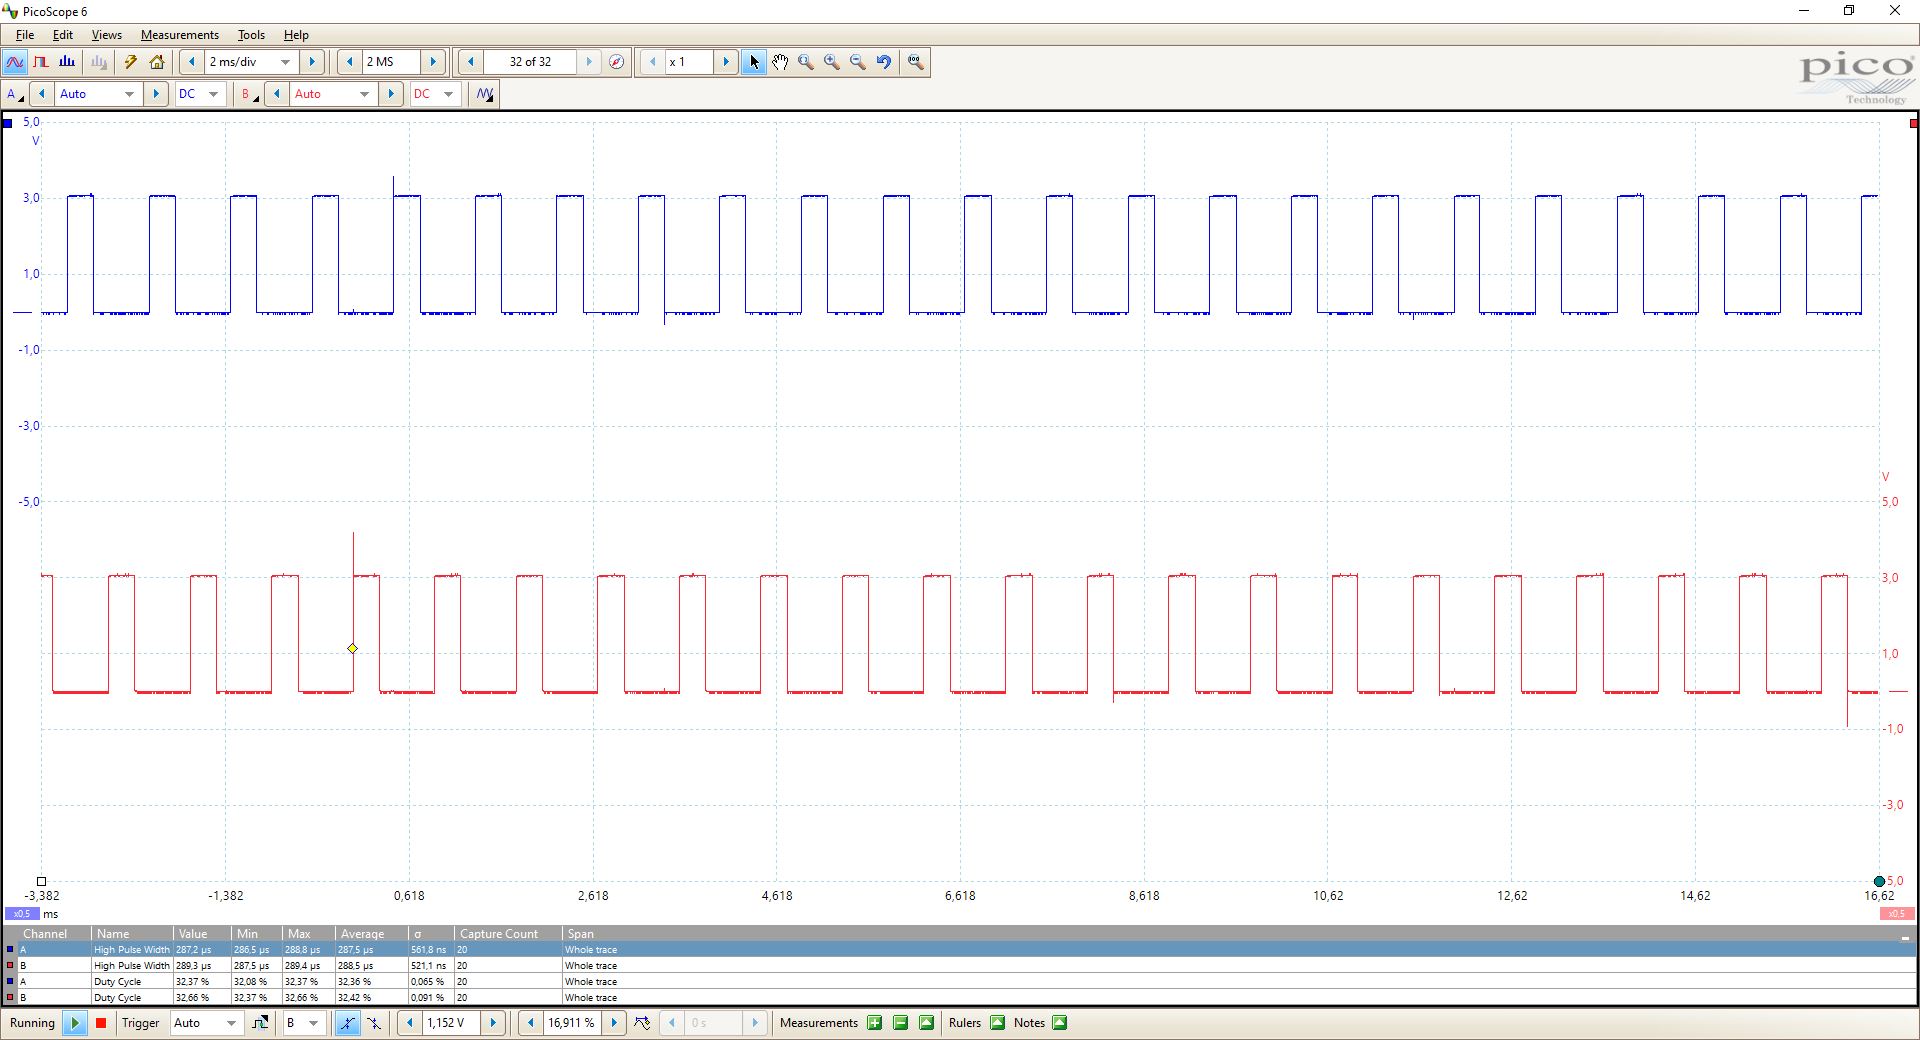 PicoScope 6
File Edit Views Measurements Tools Help
2 ms/div 2 MS 32 of 32 x 1
pico
Technology
A Auto DC B Auto DC
5,0
V
3,0
1,0
-1,0
-3,0
-5,0
V
5,0
3,0
1,0
-1,0
-3,0
-5,0
-3,382 -1,382 0,618 2,618 4,618 6,618 8,618 10,62 12,62 14,62 16,62
x0,5 ms x0,5
Channel Name Value Min Max Average σ Capture Count Span
A High Pulse Width 287,2 µs 286,5 µs 288,8 µs 287,5 µs 561,8 ns 20 Whole trace
B High Pulse Width 289,3 µs 287,5 µs 289,4 µs 288,5 µs 521,1 ns 20 Whole trace
A Duty Cycle 32,37 % 32,08 % 32,37 % 32,36 % 0,065 % 20 Whole trace
B Duty Cycle 32,66 % 32,37 % 32,66 % 32,42 % 0,091 % 20 Whole trace
Running Trigger Auto B 1,152 V 16,911 % 0 s Measurements Rulers Notes